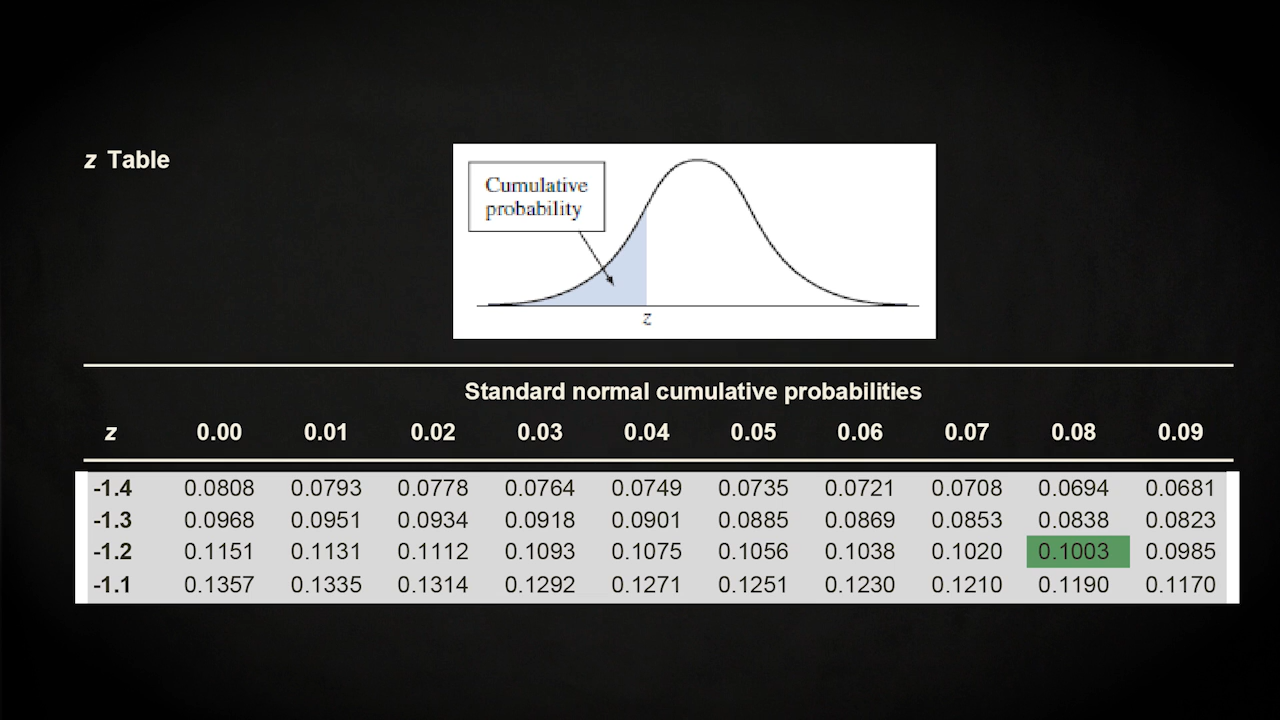 z Table
Cumulative
probability
z
Standard normal cumulative probabilities
z 0.00 0.01 0.02 0.03 0.04 0.05 0.06 0.07 0.08 0.09
-1.4 0.0808 0.0793 0.0778 0.0764 0.0749 0.0735 0.0721 0.0708 0.0694 0.0681
-1.3 0.0968 0.0951 0.0934 0.0918 0.0901 0.0885 0.0869 0.0853 0.0838 0.0823
-1.2 0.1151 0.1131 0.1112 0.1093 0.1075 0.1056 0.1038 0.1020 0.1003 0.0985
-1.1 0.1357 0.1335 0.1314 0.1292 0.1271 0.1251 0.1230 0.1210 0.1190 0.1170